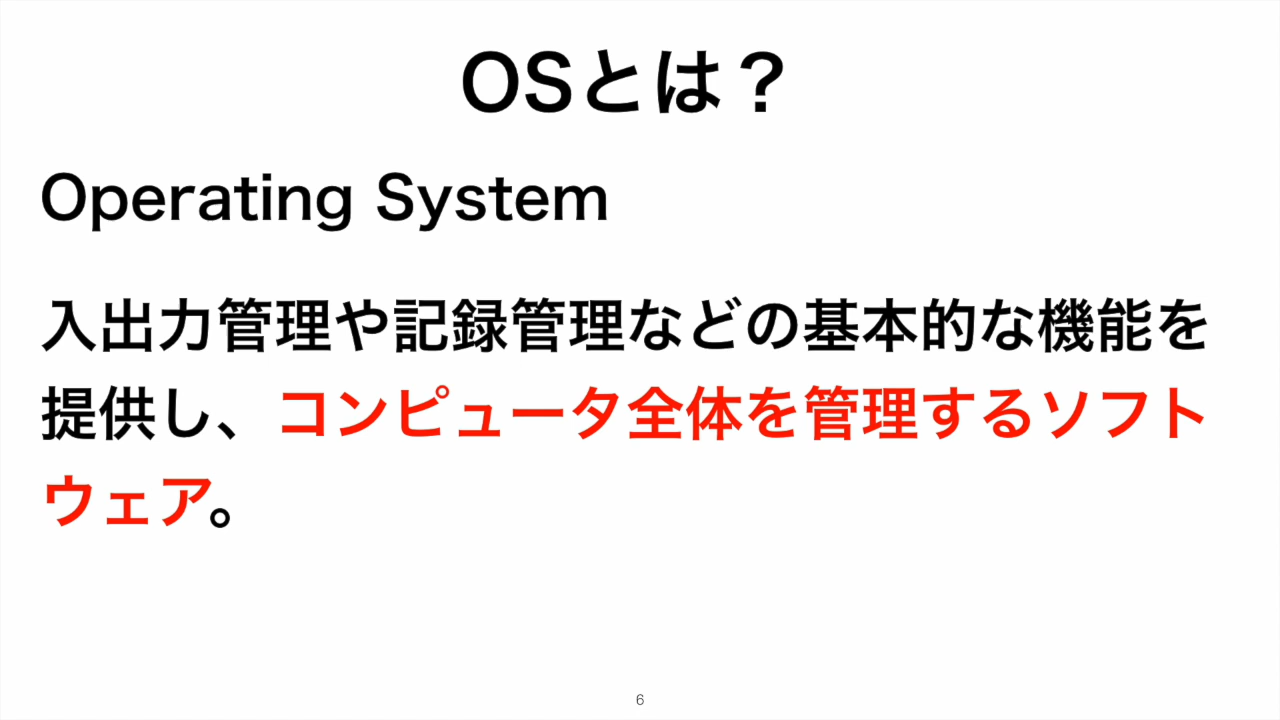 OSとは？
Operating System
入出力管理や記録管理などの基本的な機能を
提供し、コンピュータ全体を管理するソフト
ウェア。
6